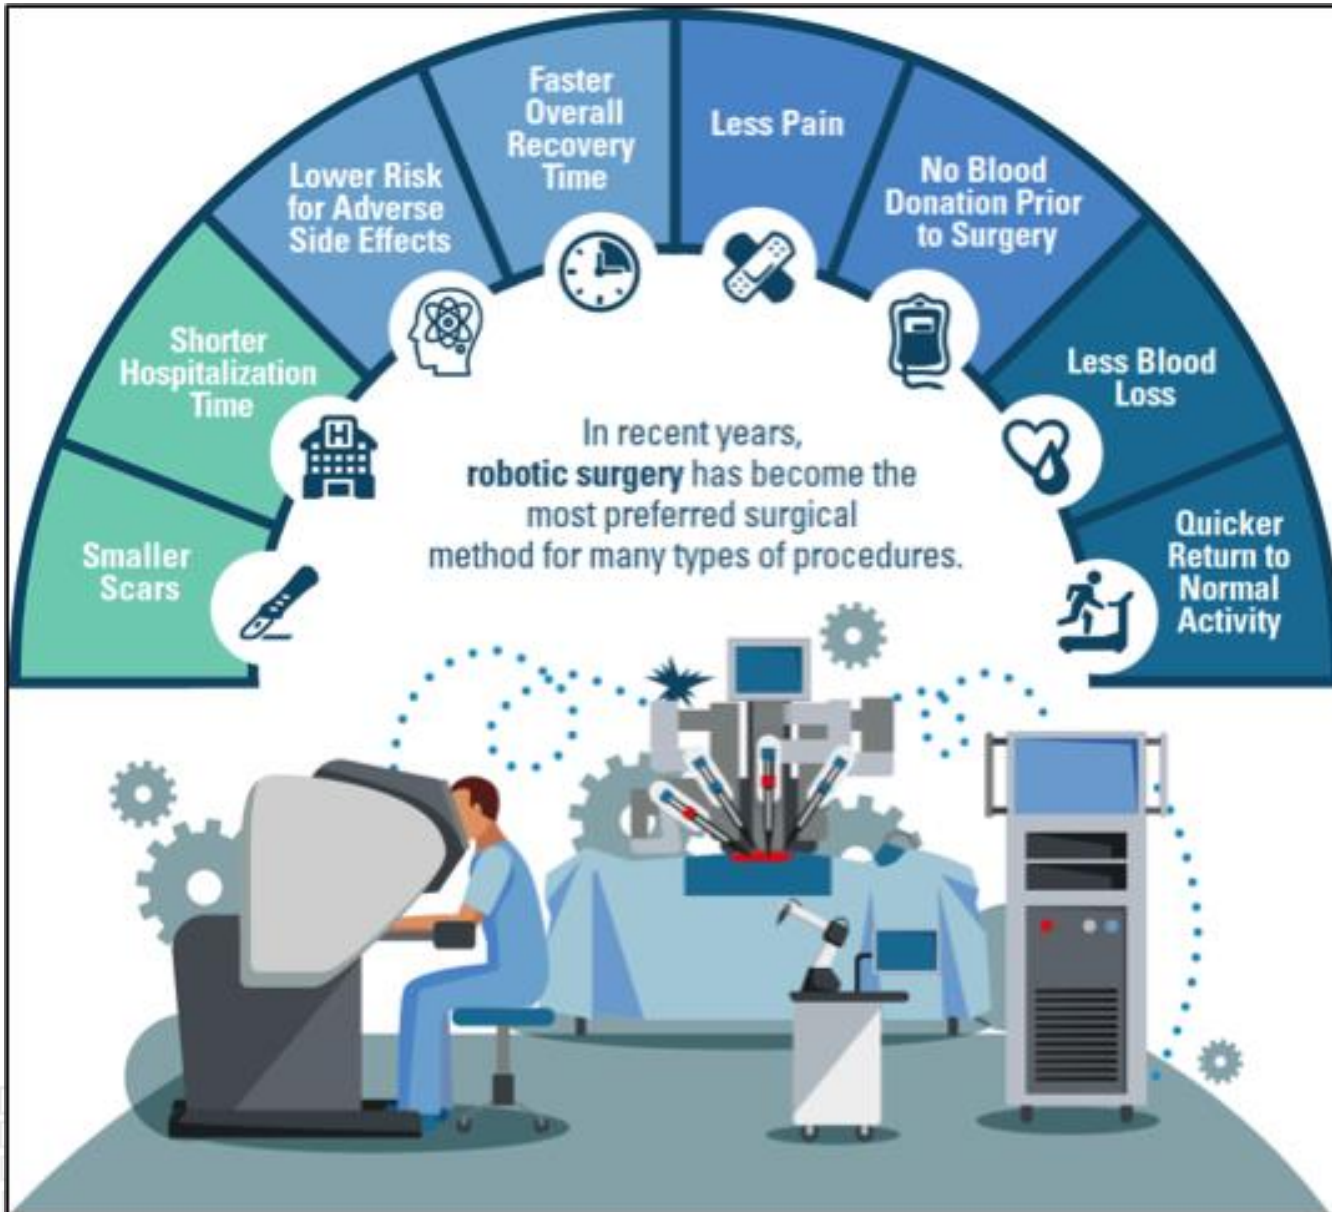 Smaller
Scars
Shorter
Hospitalization
Time
Lower Risk
for Adverse
Side Effects
Faster
Overall
Recovery
Time
Less Pain
No Blood
Donation Prior
to Surgery
Less Blood
Loss
Quicker
Return to
Normal
Activity
H
In recent years,
robotic surgery has become the
most preferred surgical
method for many types of procedures.